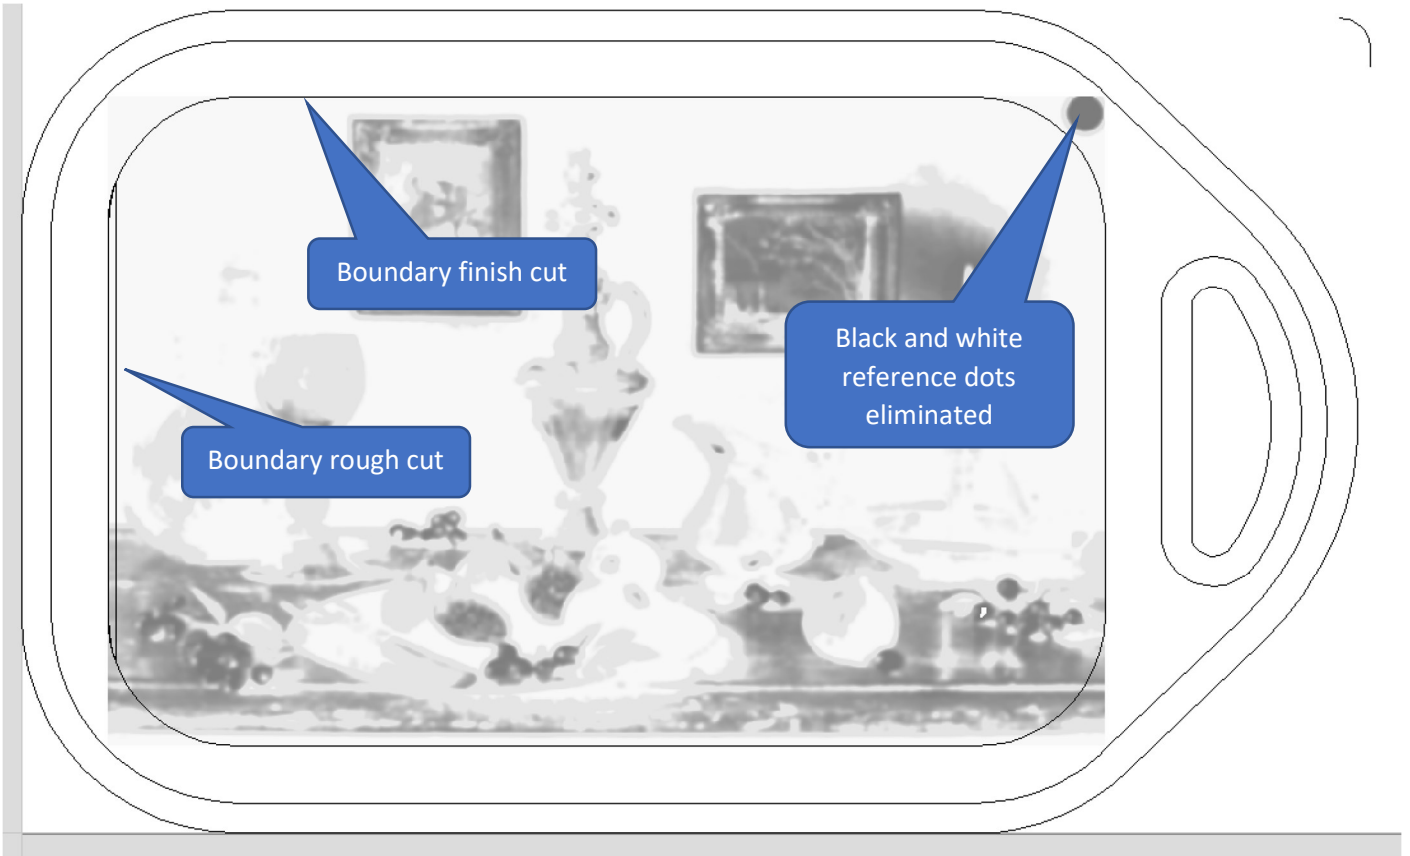 Boundary finish cut
Black and white
reference dots
eliminated
Boundary rough cut